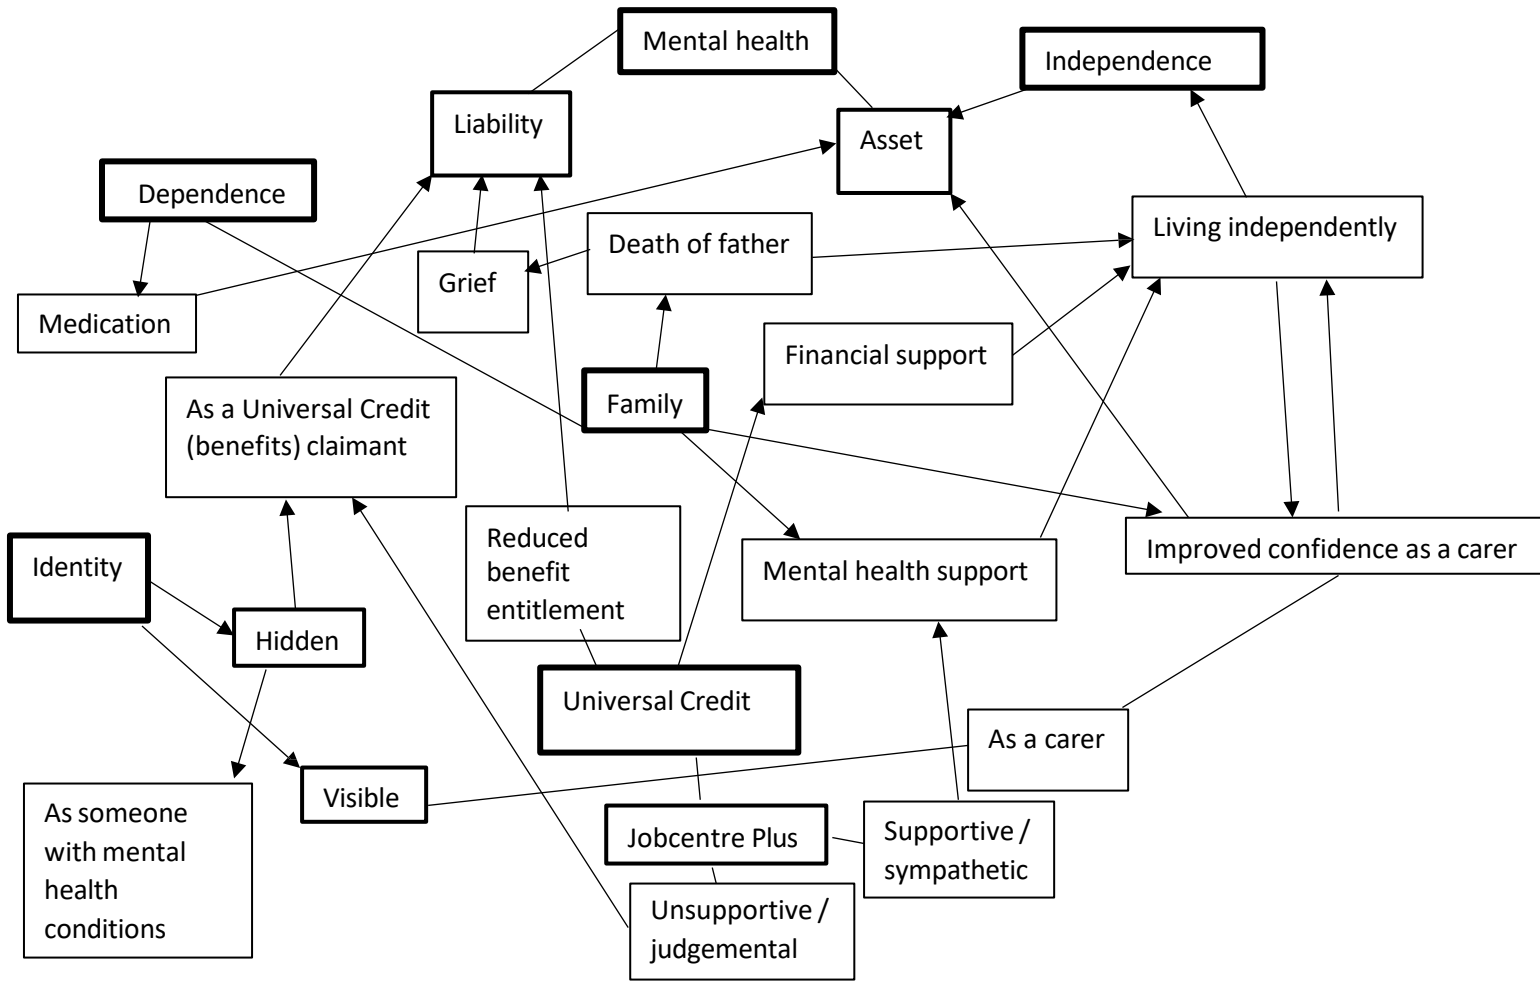 Mental health
Independence
Liability
Asset
Dependence
Living independently
Death of father
Grief
Medication
Financial support
As a Universal Credit
(benefits) claimant
Family
Reduced
benefit
entitlement
Improved confidence as a carer
Identity
Mental health support
Hidden
Universal Credit
As a carer
Visible
As someone
with mental
health
conditions
Jobcentre Plus
Supportive /
sympathetic
Unsupportive /
judgemental